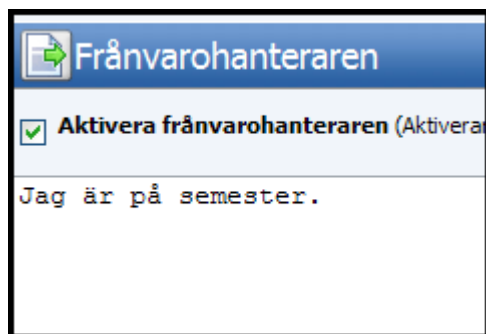 Frånvarohanteraren
Aktivera frånvarohanteraren (Aktiverar
Jag är på semester.